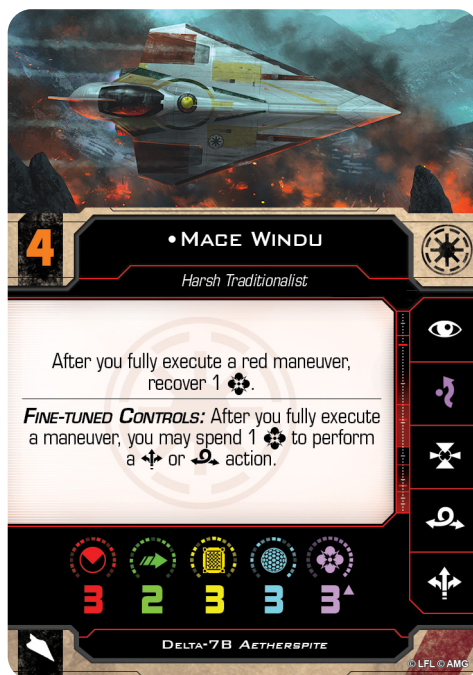 4
•Mace Windu
Harsh Traditionalist
After you fully execute a red maneuver,
recover 1 .
Fine-tuned Controls: After you fully execute
a maneuver, you may spend 1 to perform
a or action.
3 2 3 3 3
Delta-7B Aetherspite
© LFL © AMG